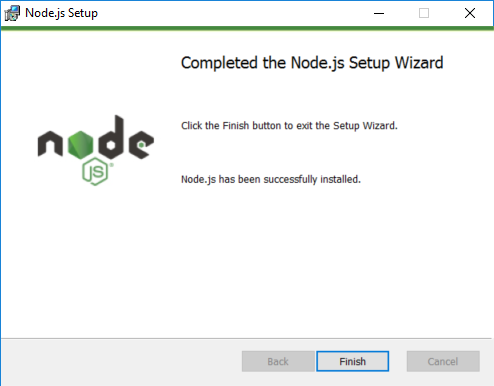 Node.js Setup
Completed the Node.js Setup Wizard
Click the Finish button to exit the Setup Wizard.
node
JS
Node.js has been successfully installed.
Back
Finish
Cancel